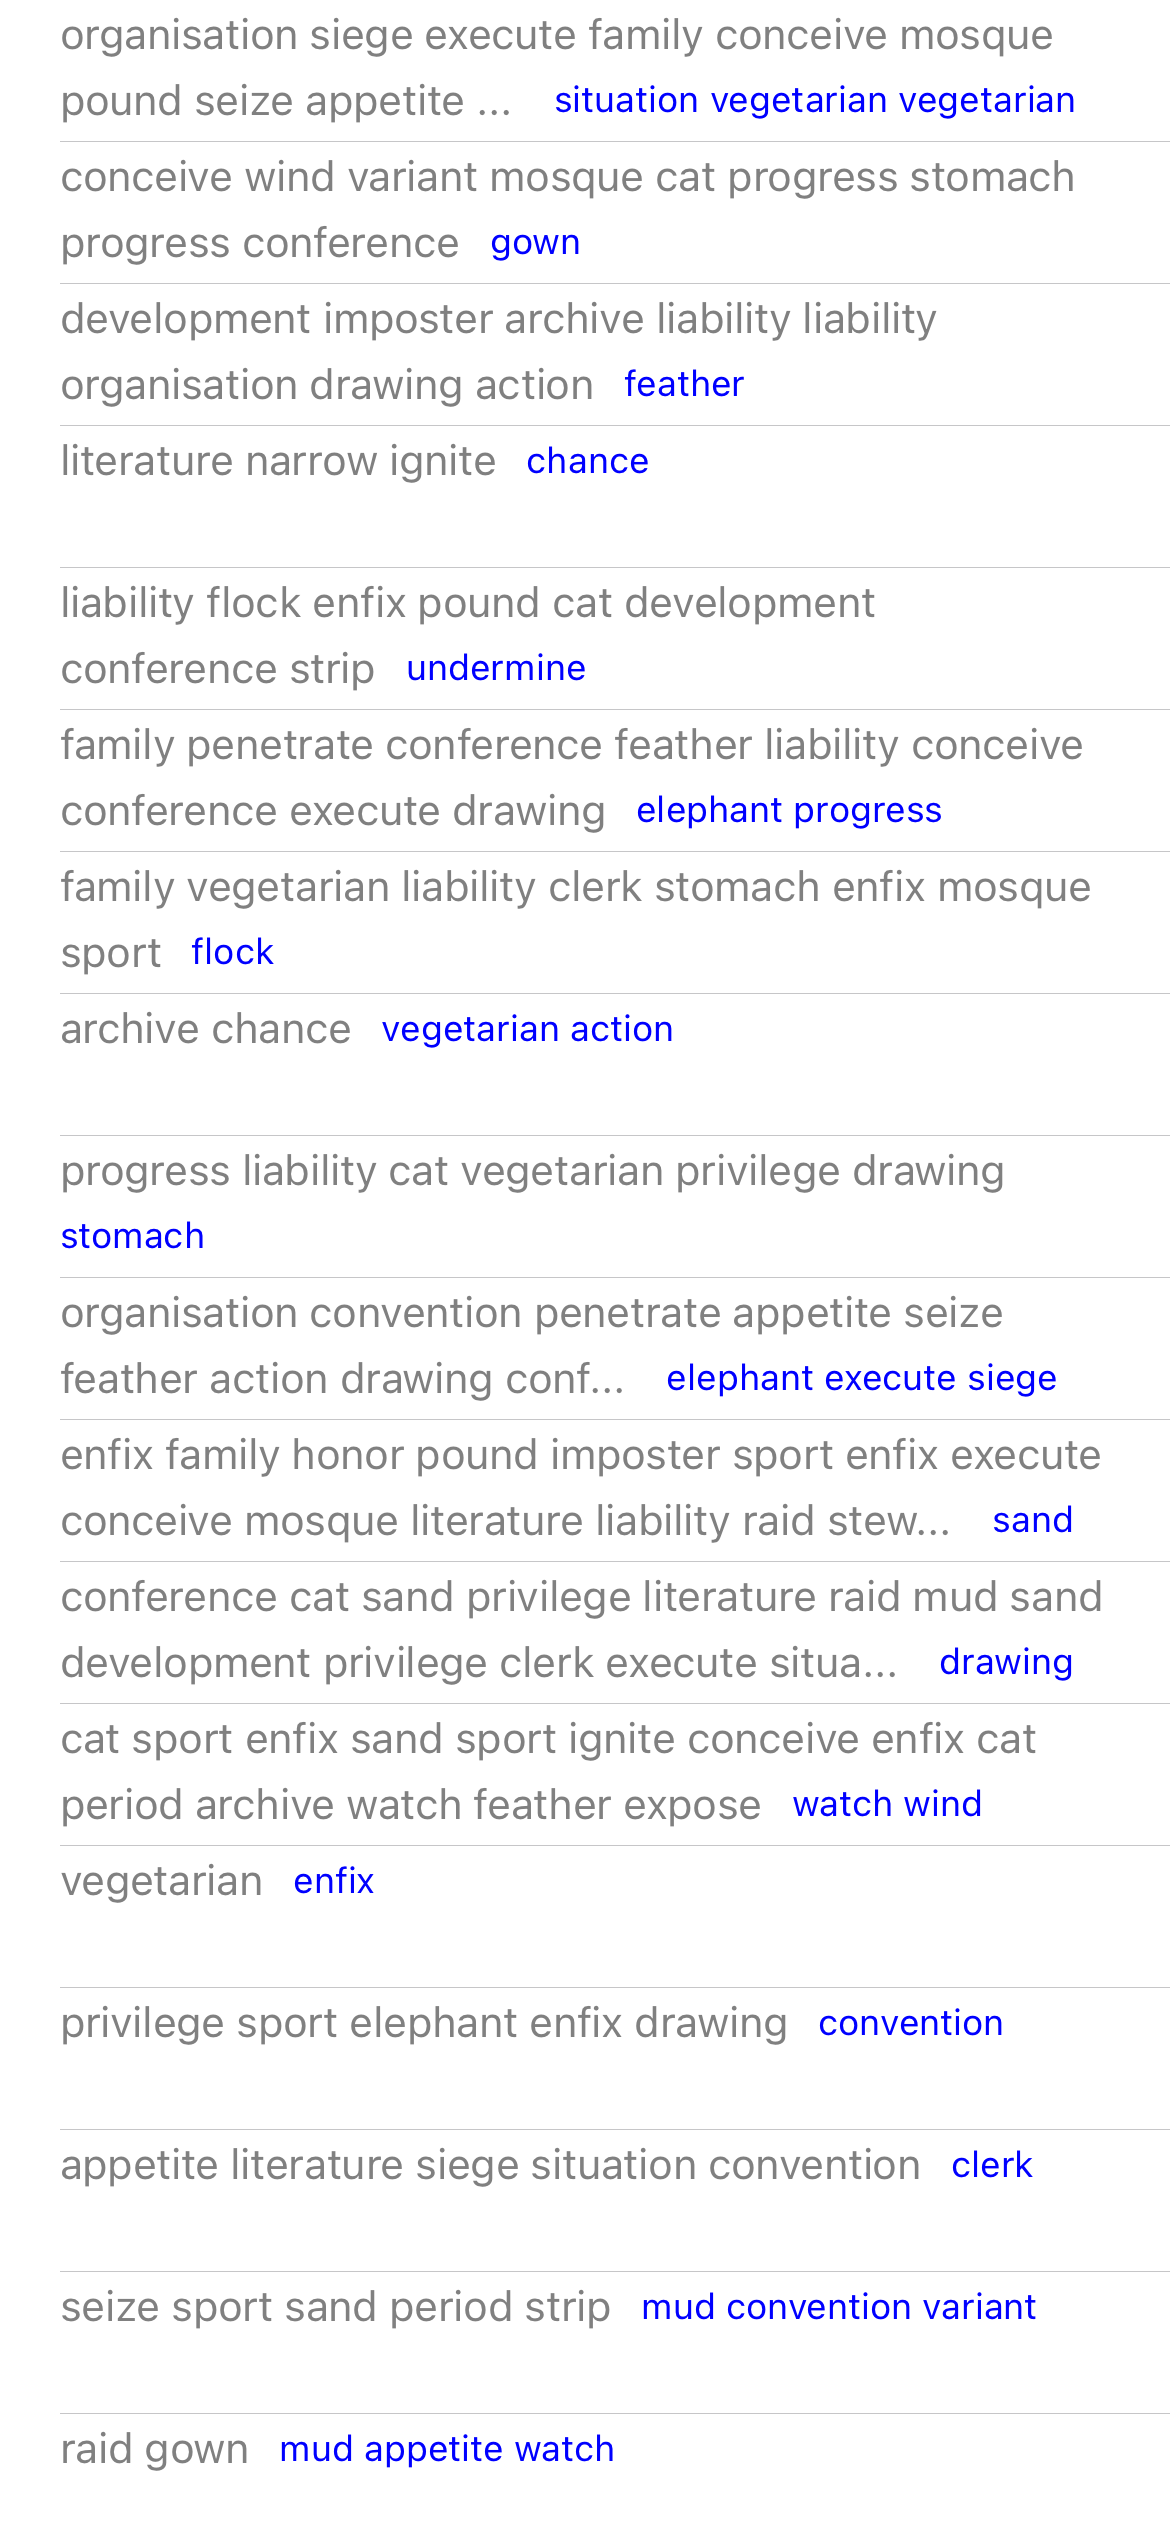 organisation siege execute family conceive mosque
pound seize appetite ... situation vegetarian vegetarian
conceive wind variant mosque cat progress stomach
progress conference gown
development imposter archive liability liability
organisation drawing action feather
literature narrow ignite chance
liability flock enfix pound cat development
conference strip undermine
family penetrate conference feather liability conceive
conference execute drawing elephant progress
family vegetarian liability clerk stomach enfix mosque
sport flock
archive chance vegetarian action
progress liability cat vegetarian privilege drawing
stomach
organisation convention penetrate appetite seize
feather action drawing conf... elephant execute siege
enfix family honor pound imposter sport enfix execute
conceive mosque literature liability raid stew... sand
conference cat sand privilege literature raid mud sand
development privilege clerk execute situa... drawing
cat sport enfix sand sport ignite conceive enfix cat
period archive watch feather expose watch wind
vegetarian enfix
privilege sport elephant enfix drawing convention
appetite literature siege situation convention clerk
seize sport sand period strip mud convention variant
raid gown mud appetite watch